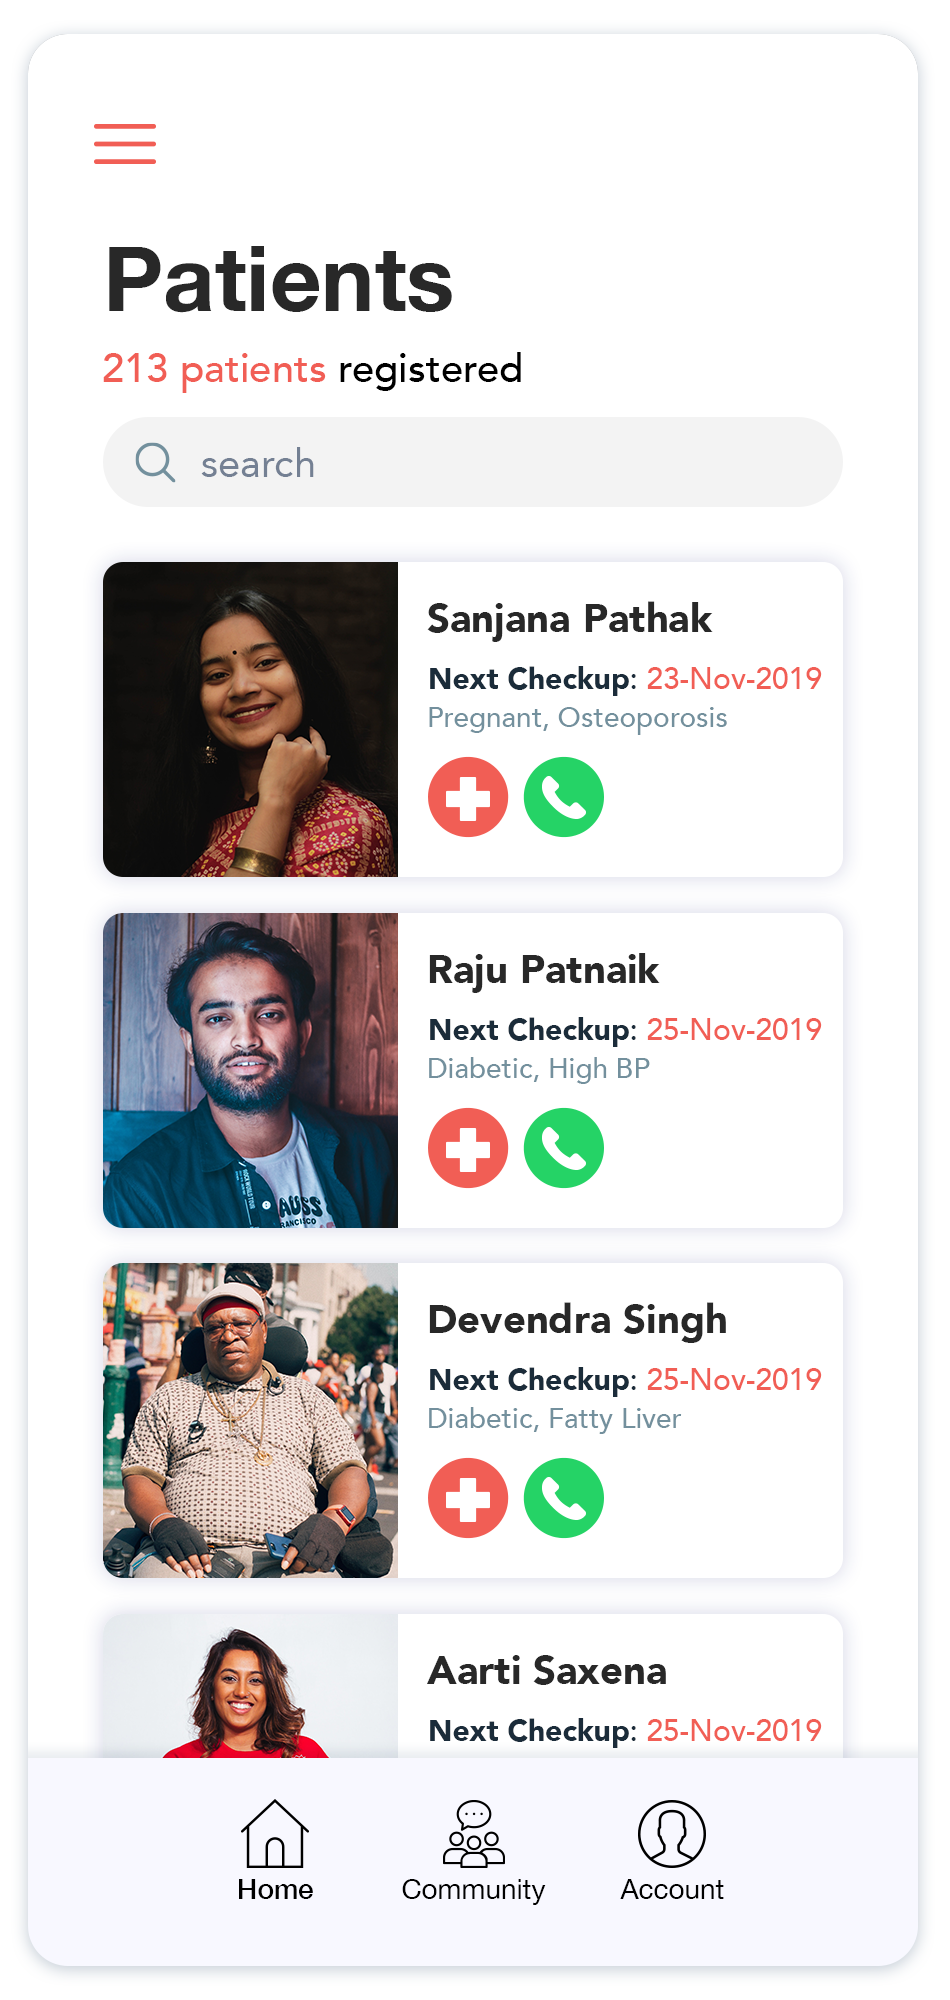 Patients
213 patients registered
search
Sanjana Pathak
Next Checkup: 23-Nov-2019
Pregnant, Osteoporosis
Raju Patnaik
Next Checkup: 25-Nov-2019
Diabetic, High BP
AUSS
RANCISCO
Devendra Singh
Next Checkup: 25-Nov-2019
Diabetic, Fatty Liver
Aarti Saxena
Next Checkup: 25-Nov-2019
Home
Community
Account